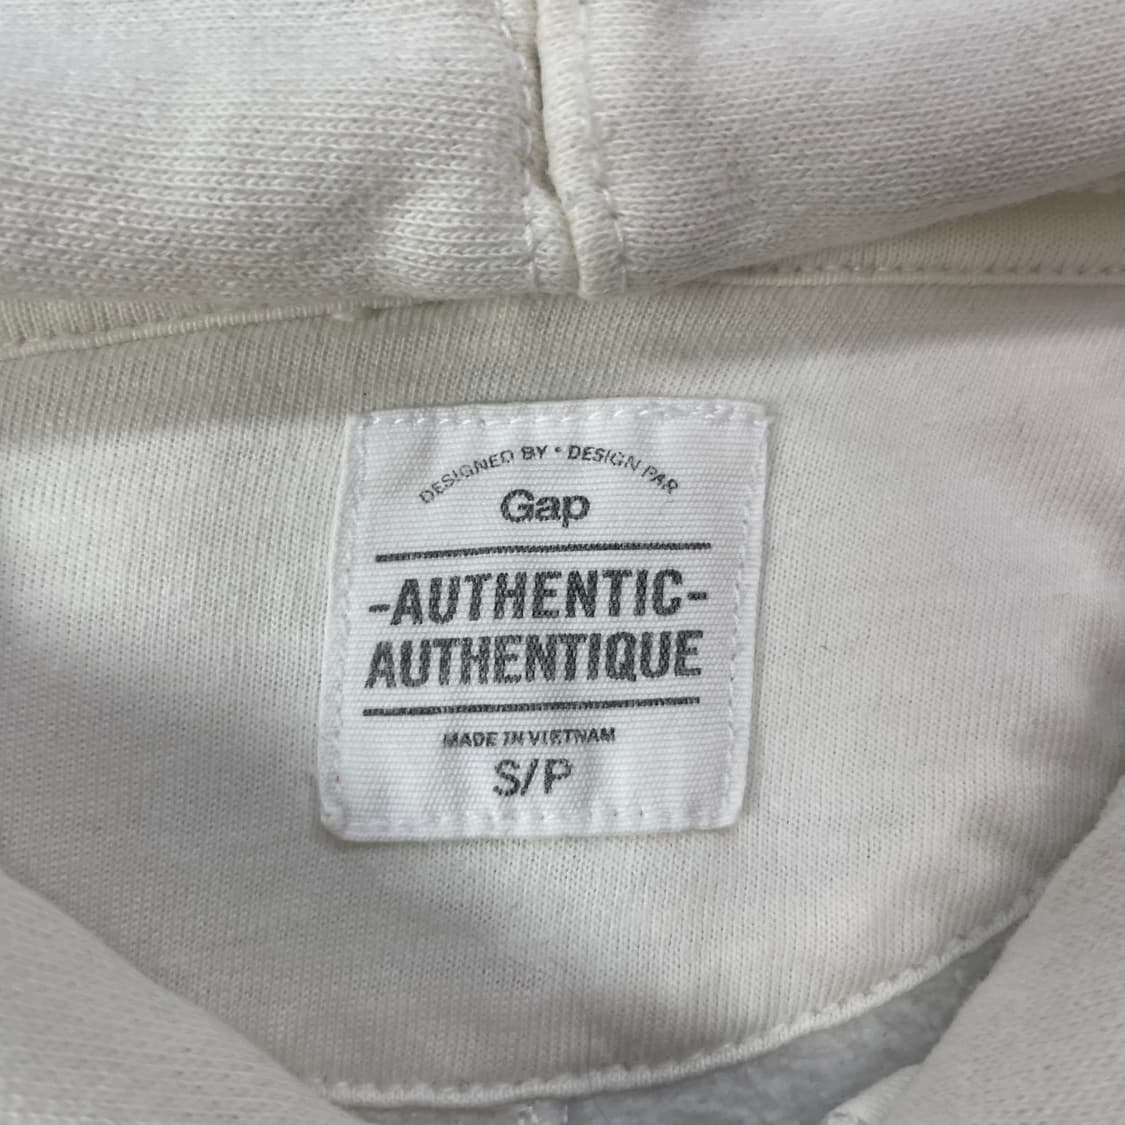 DESIGNED BY • DESIGN PAR
Gap
-AUTHENTIC-
AUTHENTIQUE
MADE IN VIETNAM
S/P